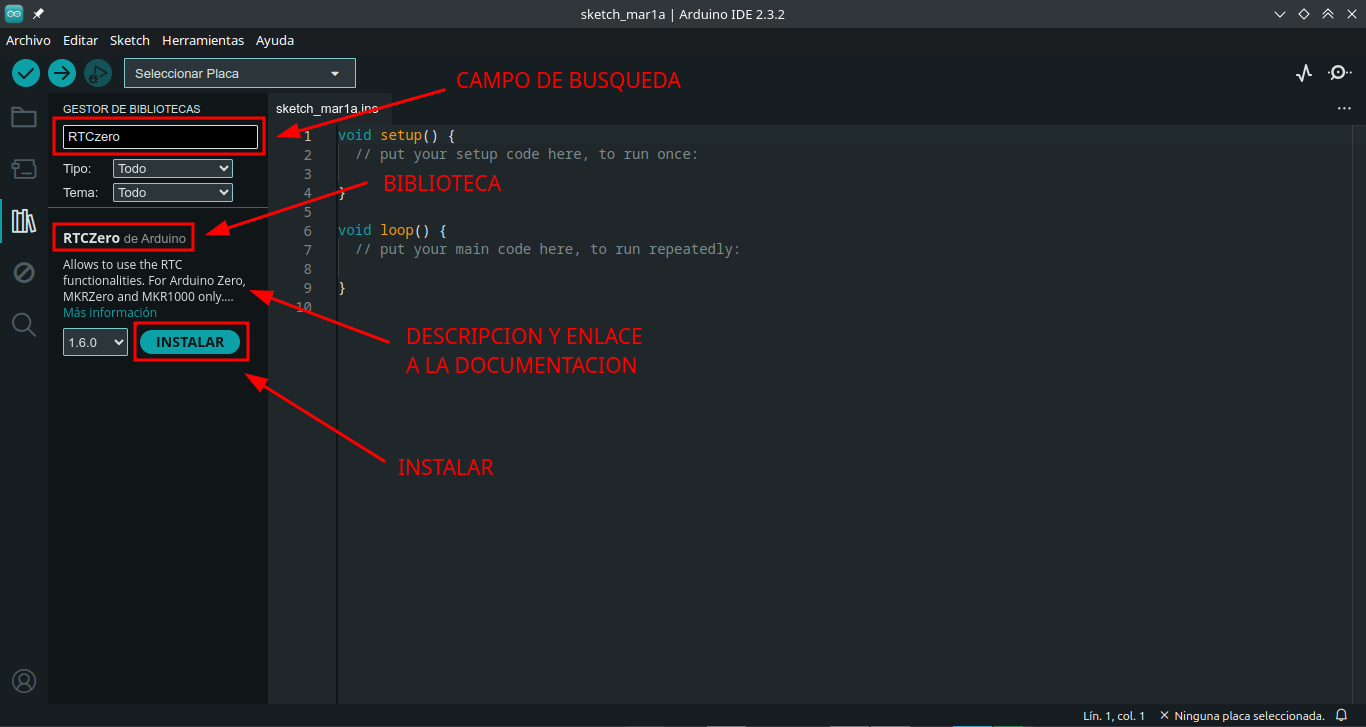 sketch_mar1a | Arduino IDE 2.3.2
Archivo Editar Sketch Herramientas Ayuda
Seleccionar Placa
CAMPO DE BUSQUEDA
GESTOR DE BIBLIOTECAS
sketch_mar1a.ino
RTCzero
Tipo: Todo
Tema: Todo
BIBLIOTECA
RTCZero de Arduino
Allows to use the RTC
functionalities. For Arduino Zero,
MKRZero and MKR1000 only....
Más información
1.6.0 INSTALAR
1 void setup() {
2 // put your setup code here, to run once:
3
4 }
5
6 void loop() {
7 // put your main code here, to run repeatedly:
8
9 }
10
DESCRIPCION Y ENLACE
A LA DOCUMENTACION
INSTALAR
Lín. 1, col. 1 Ninguna placa seleccionada.